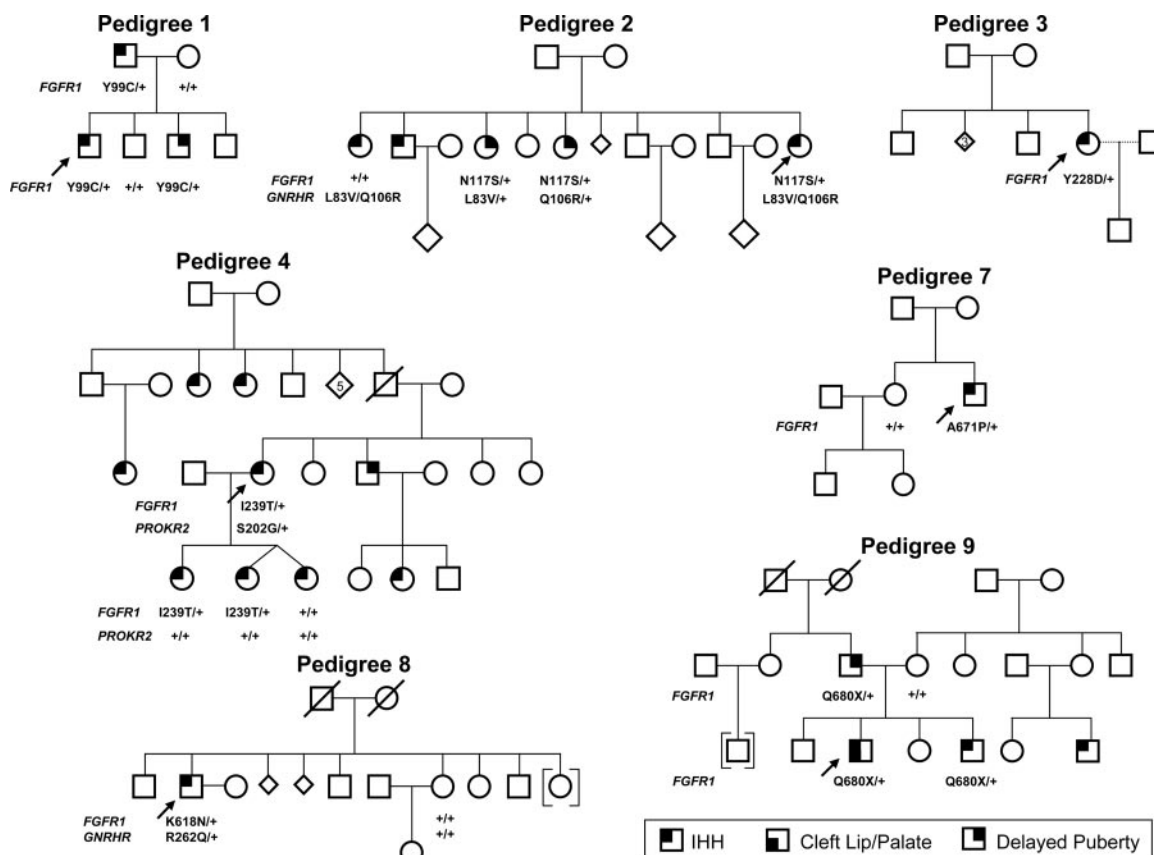 Pedigree 1
FGFR1 Y99C/+ +/+
FGFR1 Y99C/+ +/+ Y99C/+
Pedigree 2
FGFR1 +/+ N117S/+ N117S/+ N117S/+
GNRHR L83V/Q106R L83V/+ Q106R/+ L83V/Q106R
Pedigree 3
3
FGFR1 Y228D/+
Pedigree 4
5
FGFR1 I239T/+
PROKR2 S202G/+
FGFR1 I239T/+ I239T/+ +/+
PROKR2 +/+ +/+ +/+
Pedigree 7
FGFR1 +/+ A671P/+
Pedigree 8
FGFR1 K618N/+ +/+
GNRHR R262Q/+ +/+
Pedigree 9
FGFR1 Q680X/+ +/+
FGFR1 Q680X/+ Q680X/+
IHH Cleft Lip/Palate Delayed Puberty